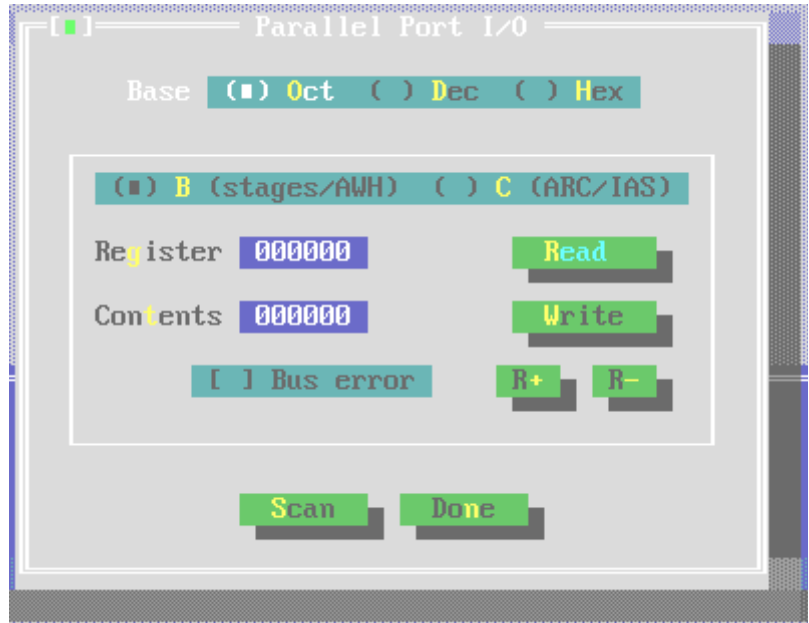 [■] Parallel Port I/O
Base (■) Oct ( ) Dec ( ) Hex
(■) B (stages/AWH) ( ) C (ARC/IAS)
Register 000000 Read
Contents 000000 Write
[ ] Bus error R+ R-
Scan Done